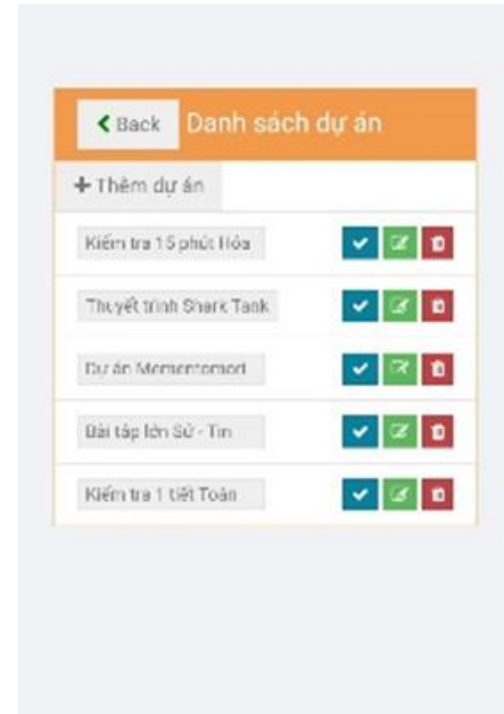 Back Danh sách dự án
Thêm dự án
Kiểm tra 15 phút Hóa
Thuyết trình Shark Tank
Dự án Mementomori
Bài tập lớn Sử - Tin
Kiểm tra 1 tiết Toán